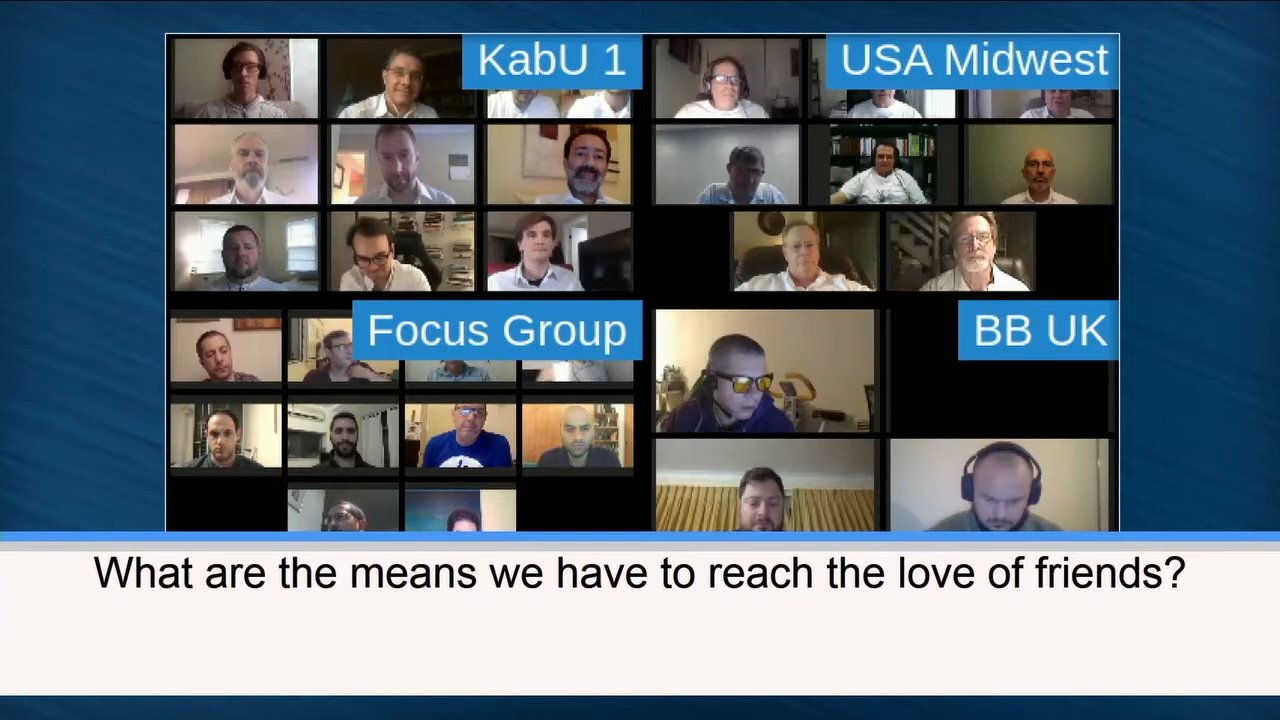 KabU 1
USA Midwest
Focus Group
BB UK
What are the means we have to reach the love of friends?